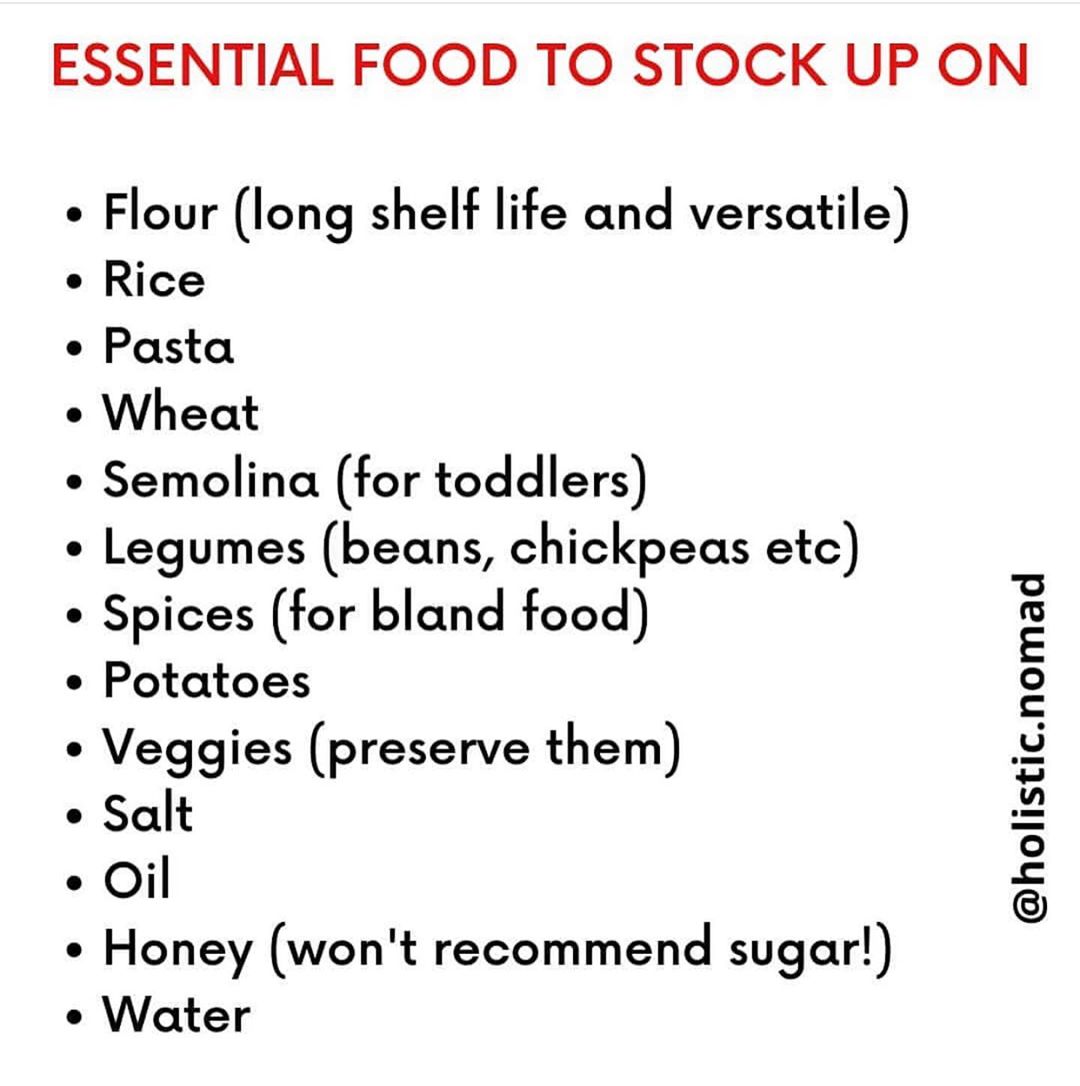 ESSENTIAL FOOD TO STOCK UP ON
• Flour (long shelf life and versatile)
• Rice
• Pasta
• Wheat
• Semolina (for toddlers)
• Legumes (beans, chickpeas etc)
• Spices (for bland food)
• Potatoes
• Veggies (preserve them)
• Salt
• Oil
• Honey (won't recommend sugar!)
• Water
@holistic.nomad